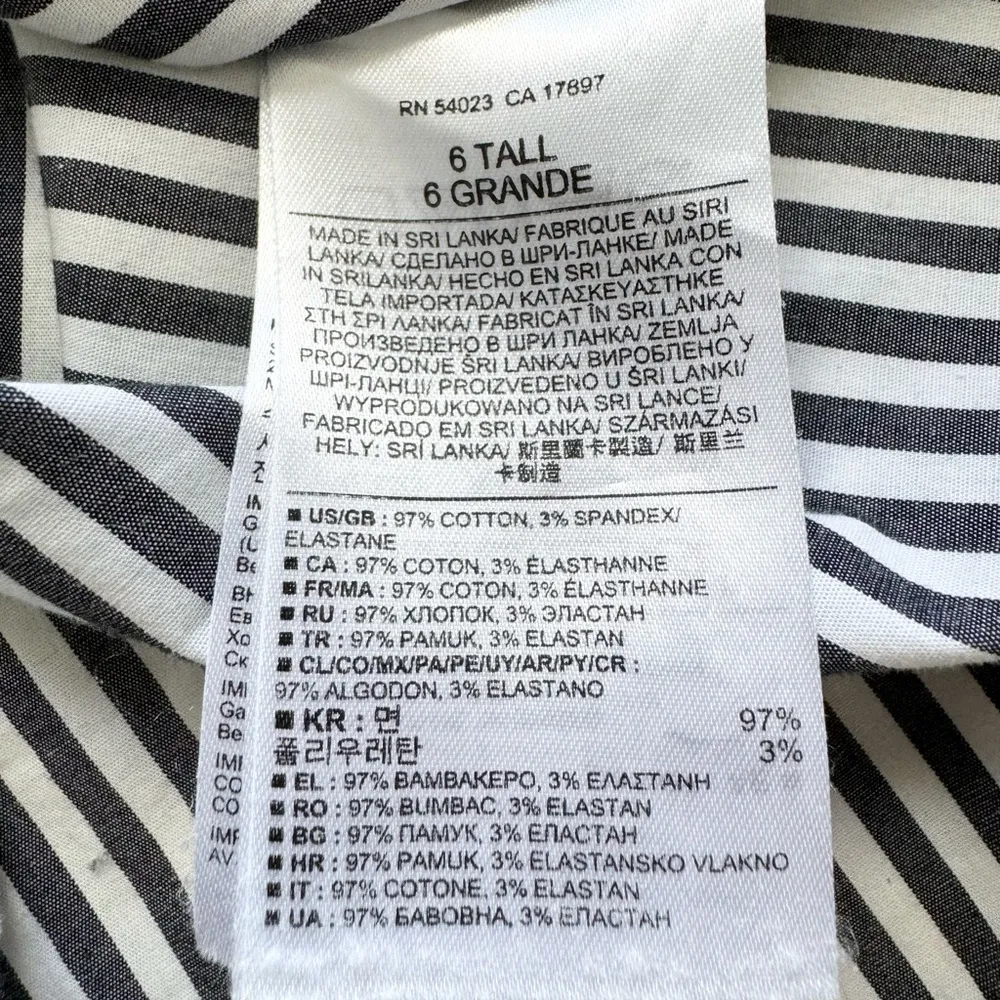 RN 54023 CA 17897
6 TALL
6 GRANDE
MADE IN SRI LANKA/ FABRIQUE AU SIRI
LANKA/ СДЕЛАНО В ШРИ-ЛАНКЕ/ MADE
IN SRILANKA/ HECHO EN SRI LANKA CON
TELA IMPORTADA/ ΚΑΤΑΣΚΕΥΑΣΤΗΚΕ
ΣΤΗ ΣΡΙ ΛΑΝΚΑ/ FABRICAT ÎN SRI LANKA/
ПРОИЗВЕДЕНО В ШРИ ЛАНКА/ ZEMLJA
PROIZVODNJE ŠRI LANKA/ ВИРОБЛЕНО У
ШРІ-ЛАНЦІ/ PROIZVEDENO U ŠRI LANKI/
WYPRODUKOWANO NA SRI LANCE/
FABRICADO EM SRI LANKA/ SZÁRMAZÁSI
HELY: SRÍ LANKA/ 斯里蘭卡製造/ 斯里兰
卡制造
■ US/GB : 97% COTTON, 3% SPANDEX/
ELASTANE
■ CA : 97% COTON, 3% ÉLASTHANNE
■ FR/MA : 97% COTON, 3% ÉLASTHANNE
■ RU : 97% ХЛОПОК, 3% ЭЛАСТАН
■ TR : 97% PAMUK, 3% ELASTAN
■ CL/CO/MX/PA/PE/UY/AR/PY/CR :
97% ALGODON, 3% ELASTANO
■ KR : 면 97%
폴리우레탄 3%
■ EL : 97% ΒΑΜΒΑΚΕΡΟ, 3% ΕΛΑΣΤΑΝΗ
■ RO : 97% BUMBAC, 3% ELASTAN
■ BG : 97% ПАМУК, 3% ЕЛАСТАН
■ HR : 97% PAMUK, 3% ELASTANSKO VLAKNO
■ IT : 97% COTONE, 3% ELASTAN
■ UA : 97% БАВОВНА, 3% ЕЛАСТАН